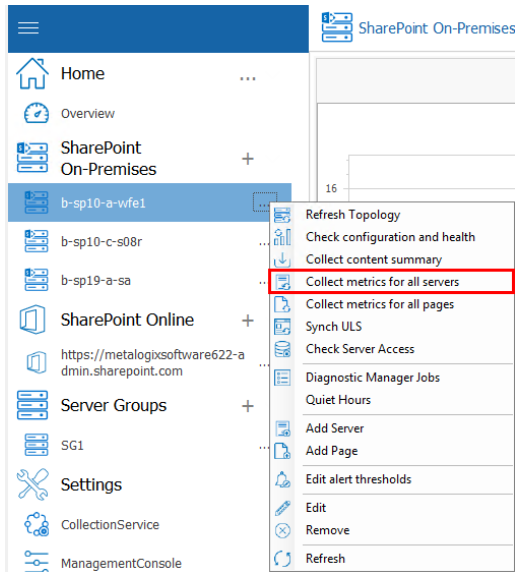 SharePoint On-Premises
Home
...
Overview
SharePoint
On-Premises
+
b-sp10-a-wfe1
...
b-sp10-c-s08r
b-sp19-a-sa
SharePoint Online
+
https://metalogixsoftware622-a
dmin.sharepoint.com
Server Groups
+
SG1
Settings
CollectionService
ManagementConsole
16
Refresh Topology
Check configuration and health
Collect content summary
Collect metrics for all servers
Collect metrics for all pages
Synch ULS
Check Server Access
Diagnostic Manager Jobs
Quiet Hours
Add Server
Add Page
Edit alert thresholds
Edit
Remove
Refresh